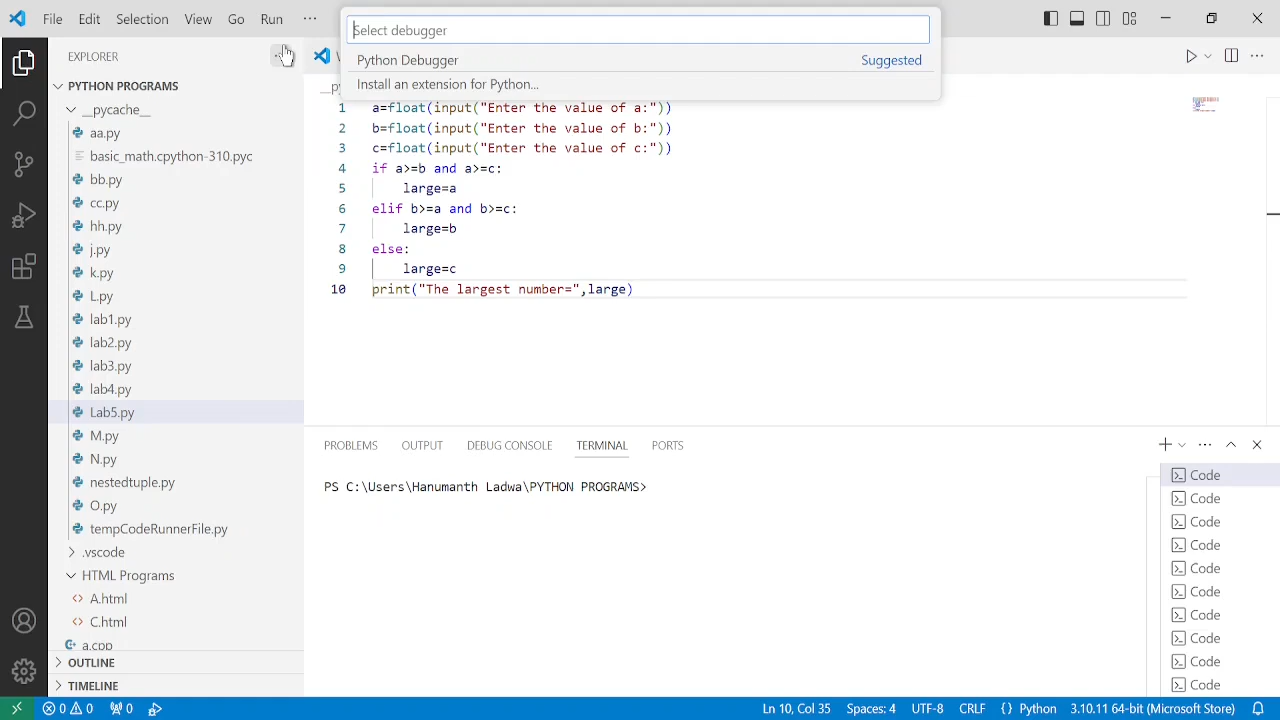 File Edit Selection View Go Run ···
Select debugger
Python Debugger Suggested
Install an extension for Python...
EXPLORER
PYTHON PROGRAMS
__pycache__
aa.py
basic_math.cpython-310.pyc
bb.py
cc.py
hh.py
j.py
k.py
L.py
lab1.py
lab2.py
lab3.py
lab4.py
Lab5.py
M.py
N.py
nestedtuple.py
O.py
tempCodeRunnerFile.py
.vscode
HTML Programs
A.html
C.html
a.cpp
OUTLINE
TIMELINE
1 a=float(input("Enter the value of a:"))
2 b=float(input("Enter the value of b:"))
3 c=float(input("Enter the value of c:"))
4 if a>=b and a>=c:
5 large=a
6 elif b>=a and b>=c:
7 large=b
8 else:
9 large=c
10 print("The largest number=",large)
PROBLEMS OUTPUT DEBUG CONSOLE TERMINAL PORTS
PS C:\Users\Hanumanth Ladwa\PYTHON PROGRAMS>
Code
Code
Code
Code
Code
Code
Code
Code
Code
Code
0 0 0 Ln 10, Col 35 Spaces: 4 UTF-8 CRLF {} Python 3.10.11 64-bit (Microsoft Store)